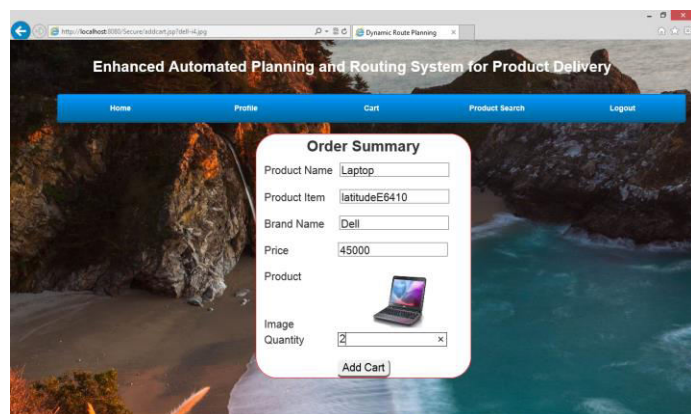 http://localhost:8080/Secure/addcart.jsp?dell-i4.jpg
Dynamic Route Planning
Enhanced Automated Planning and Routing System for Product Delivery
Home Profile Cart Product Search Logout
Order Summary
Product Name Laptop
Product Item latitudeE6410
Brand Name Dell
Price 45000
Product
Image
Quantity 2
Add Cart